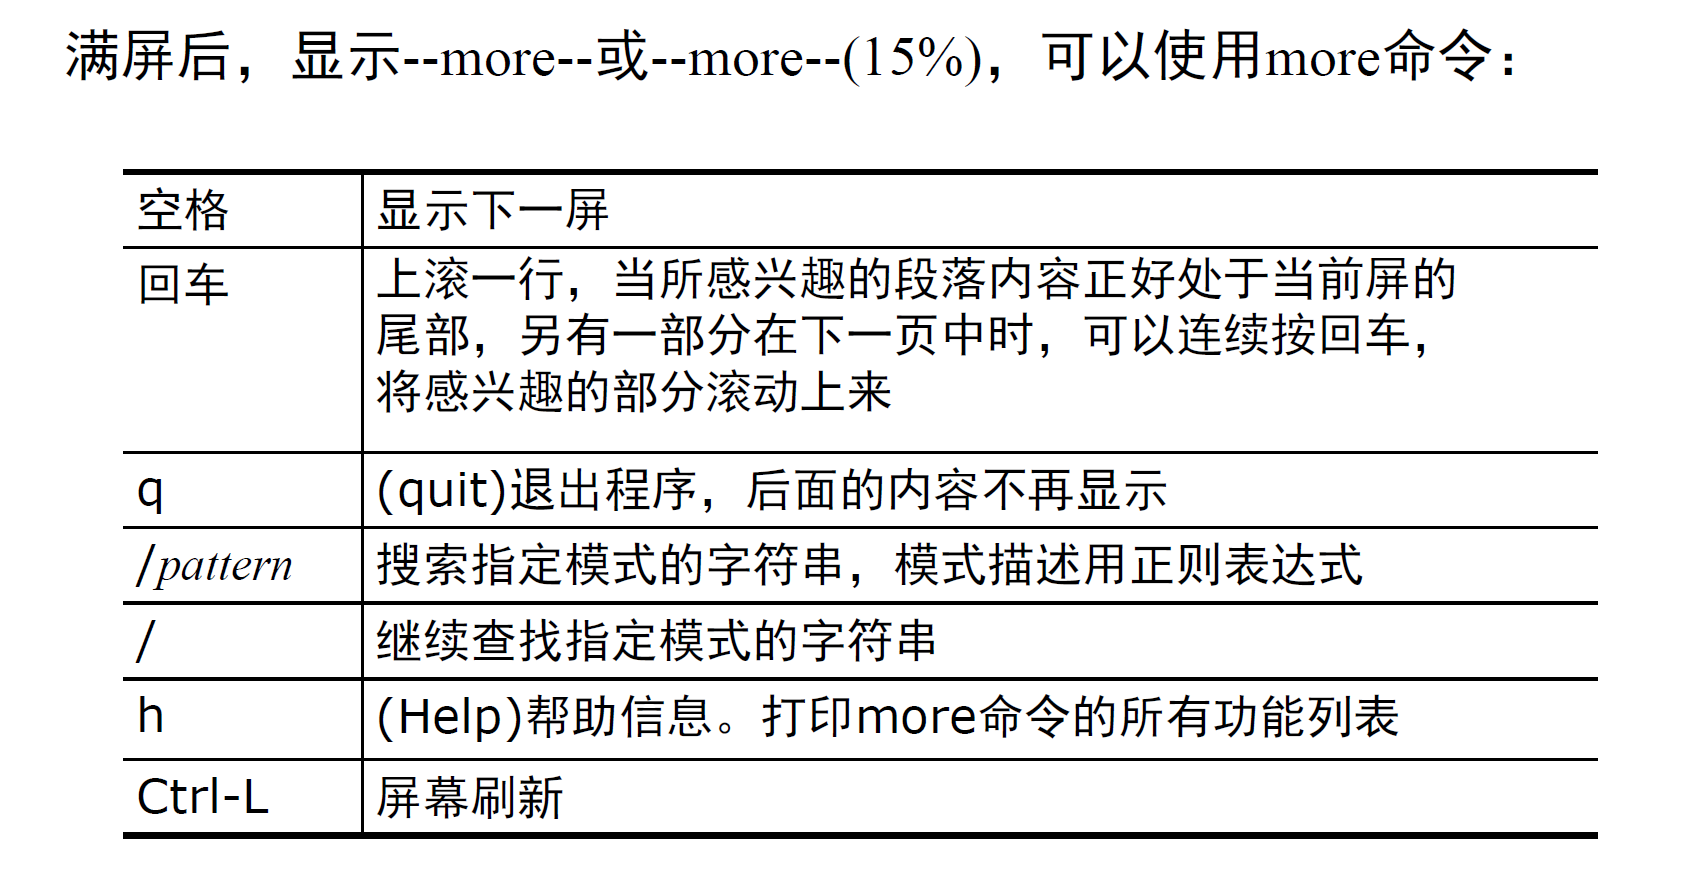 满屏后，显示--more--或--more--(15%)，可以使用more命令：
空格 显示下一屏
回车 上滚一行，当所感兴趣的段落内容正好处于当前屏的
尾部，另有一部分在下一页中时，可以连续按回车，
将感兴趣的部分滚动上来
q (quit)退出程序，后面的内容不再显示
/pattern 搜索指定模式的字符串，模式描述用正则表达式
/ 继续查找指定模式的字符串
h (Help)帮助信息。打印more命令的所有功能列表
Ctrl-L 屏幕刷新